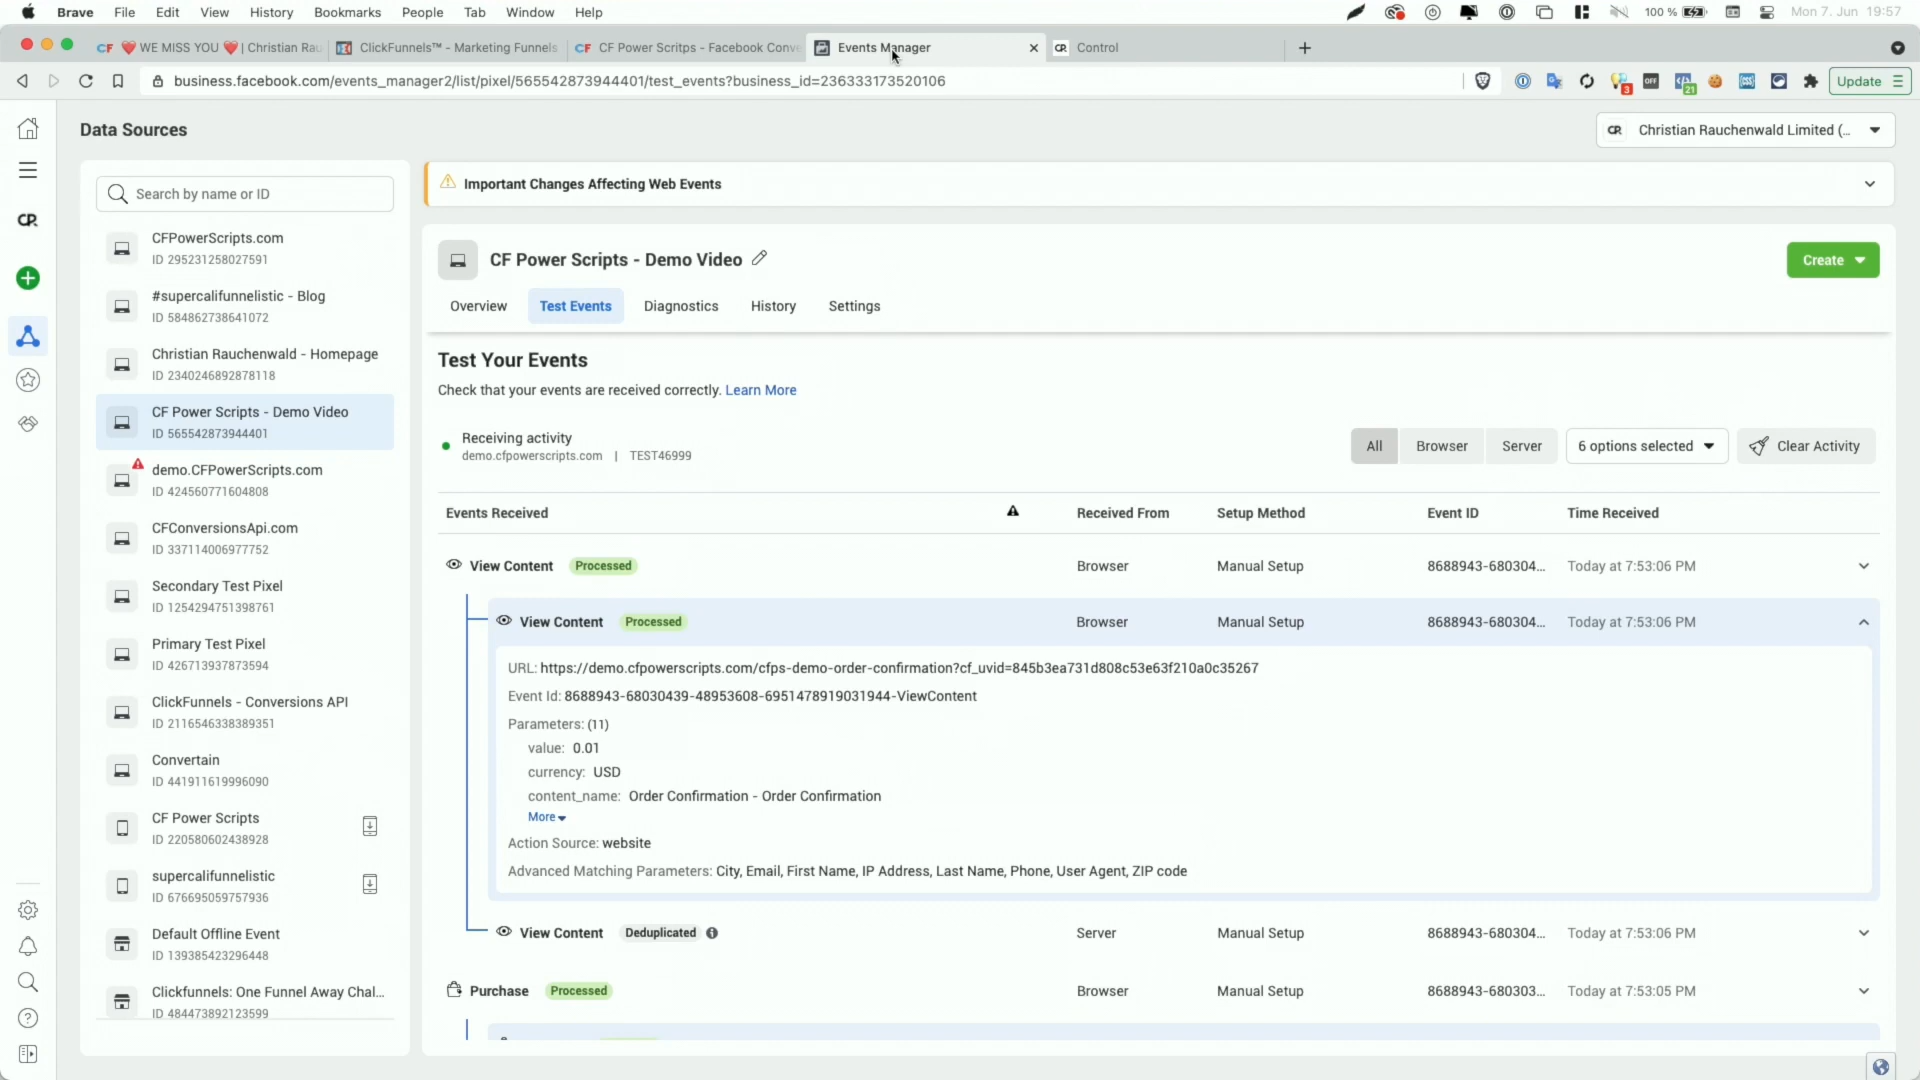 Brave File Edit View History Bookmarks People Tab Window Help
100 % Mon 7. Jun 19:57
CF ❤️ WE MISS YOU ❤️ | Christian Rau
ClickFunnels™ - Marketing Funnels
CF CF Power Scritps - Facebook Conve
Events Manager
CR Control
business.facebook.com/events_manager2/list/pixel/565542873944401/test_events?business_id=236333173520106
3
OFF
21
Update
Data Sources
CR Christian Rauchenwald Limited (...
CR
Search by name or ID
CFPowerScripts.com
ID 295231258027591
#supercalifunnelistic - Blog
ID 584862738641072
Christian Rauchenwald - Homepage
ID 2340246892878118
CF Power Scripts - Demo Video
ID 565542873944401
demo.CFPowerScripts.com
ID 424560771604808
CFConversionsApi.com
ID 337114006977752
Secondary Test Pixel
ID 1254294751398761
Primary Test Pixel
ID 426713937873594
ClickFunnels - Conversions API
ID 2116546338389351
Convertain
ID 441911619996090
CF Power Scripts
ID 220580602438928
supercalifunnelistic
ID 676695059757936
Default Offline Event
ID 139385423296448
Clickfunnels: One Funnel Away Chal...
ID 484473892123599
Important Changes Affecting Web Events
CF Power Scripts - Demo Video
Create
Overview Test Events Diagnostics History Settings
Test Your Events
Check that your events are received correctly. Learn More
Receiving activity
demo.cfpowerscripts.com | TEST46999
All Browser Server 6 options selected Clear Activity
Events Received Received From Setup Method Event ID Time Received
View Content Processed Browser Manual Setup 8688943-680304... Today at 7:53:06 PM
View Content Processed Browser Manual Setup 8688943-680304... Today at 7:53:06 PM
URL: https://demo.cfpowerscripts.com/cfps-demo-order-confirmation?cf_uvid=845b3ea731d808c53e63f210a0c35267
Event Id: 8688943-68030439-48953608-6951478919031944-ViewContent
Parameters: (11)
value: 0.01
currency: USD
content_name: Order Confirmation - Order Confirmation
More
Action Source: website
Advanced Matching Parameters: City, Email, First Name, IP Address, Last Name, Phone, User Agent, ZIP code
View Content Deduplicated Server Manual Setup 8688943-680304... Today at 7:53:06 PM
Purchase Processed Browser Manual Setup 8688943-680303... Today at 7:53:05 PM